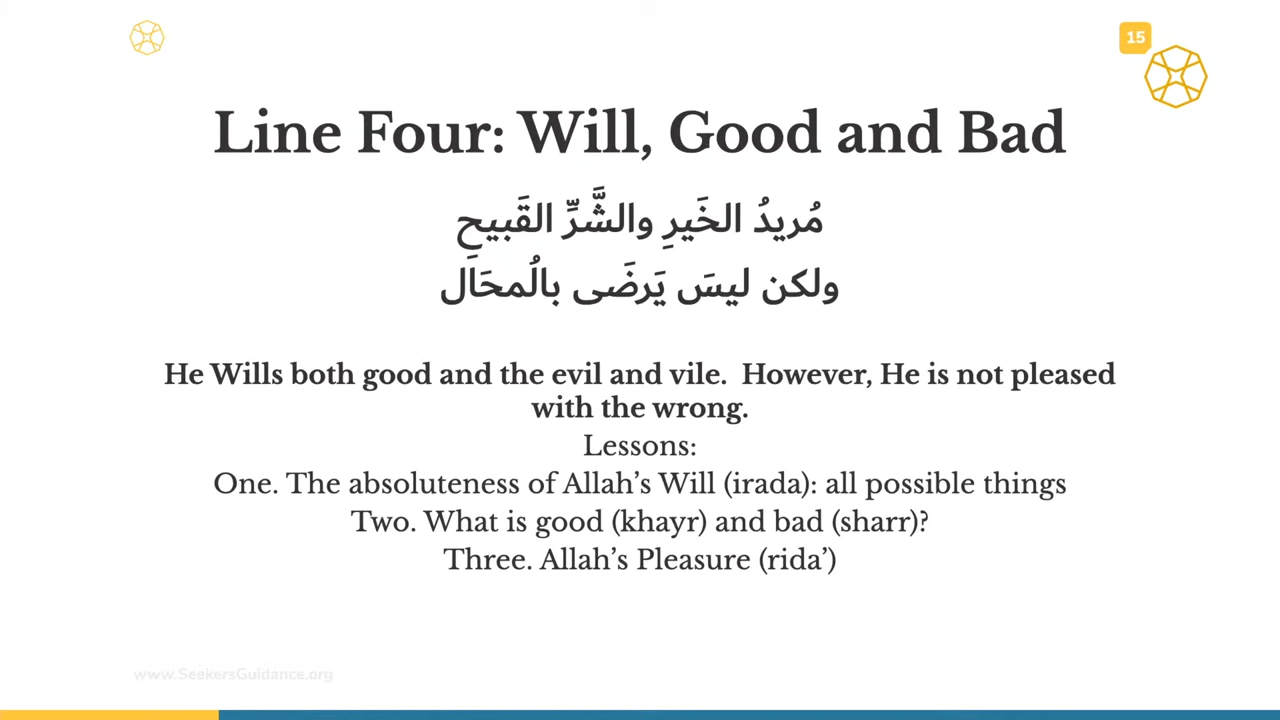 15
Line Four: Will, Good and Bad
مُريدُ الخَيرِ والشَّرِّ القَبيحِ
ولكن ليسَ يَرضَى بالُمحَال
He Wills both good and the evil and vile.  However, He is not pleased
with the wrong.
Lessons:
One. The absoluteness of Allah’s Will (irada): all possible things
Two. What is good (khayr) and bad (sharr)?
Three. Allah’s Pleasure (rida’)
www.SeekersGuidance.org